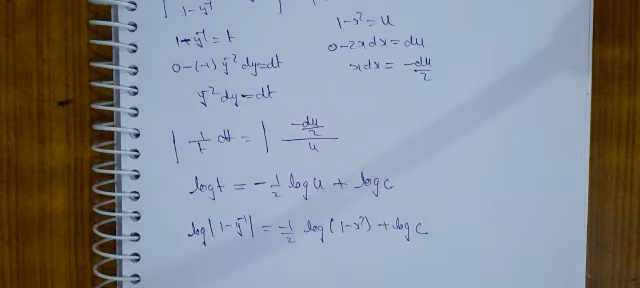 1-y⁻¹
1-y⁻¹ = t
1-x² = u
0-(-1) y⁻² dy = dt
0-2x dx = du
x dx = -du/2
y⁻² dy = dt
∫ 1/t dt = ∫ (-du/2)/u
log t = -1/2 log u + log c
log|1-y⁻¹| = -1/2 log(1-x²) + log c